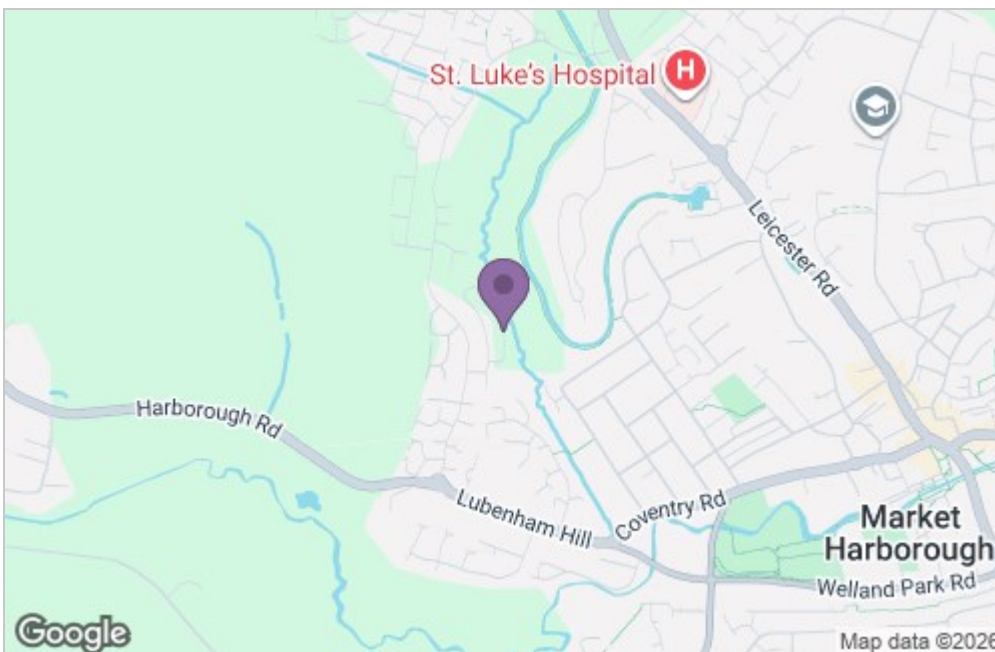 St. Luke's Hospital
H
Leicester Rd
Harborough Rd
Lubenham Hill
Coventry Rd
Market
Harborough
Welland Park Rd
Google
Map data ©2026